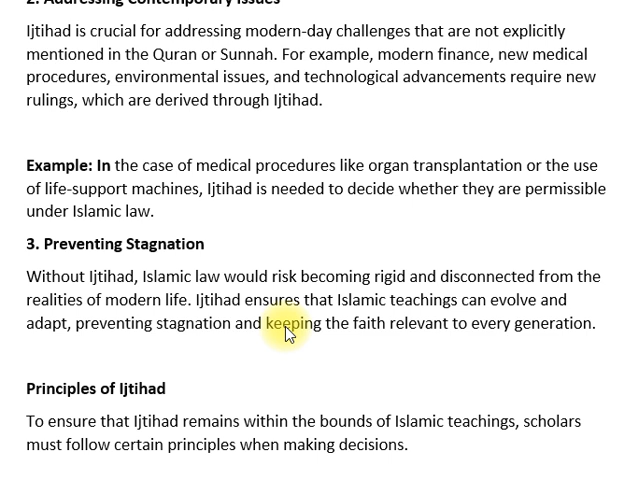 2. Addressing Contemporary Issues
Ijtihad is crucial for addressing modern-day challenges that are not explicitly
mentioned in the Quran or Sunnah. For example, modern finance, new medical
procedures, environmental issues, and technological advancements require new
rulings, which are derived through Ijtihad.
Example: In the case of medical procedures like organ transplantation or the use
of life-support machines, Ijtihad is needed to decide whether they are permissible
under Islamic law.
3. Preventing Stagnation
Without Ijtihad, Islamic law would risk becoming rigid and disconnected from the
realities of modern life. Ijtihad ensures that Islamic teachings can evolve and
adapt, preventing stagnation and keeping the faith relevant to every generation.
Principles of Ijtihad
To ensure that Ijtihad remains within the bounds of Islamic teachings, scholars
must follow certain principles when making decisions.